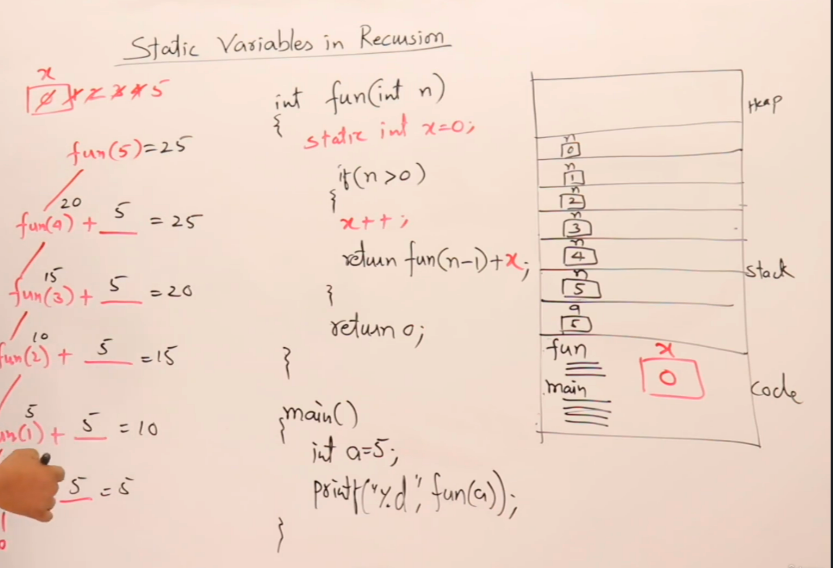 Static Variables in Recursion
x
0 1 2 3 4 5
fun(5)=25
20
fun(4)+ 5 = 25
15
fun(3)+ 5 = 20
10
fun(2)+ 5 = 15
5
un(1)+ 5 = 10
5 = 5
0
int fun(int n)
{
static int x=0;
if(n>0)
{
x++;
return fun(n-1)+x;
}
return 0;
}
main()
{
int a=5;
printf("%d", fun(a));
}
Heap
n
0
n
1
n
2
n
3
n
4
n
5
a
5
stack
fun
main
x
0
Code